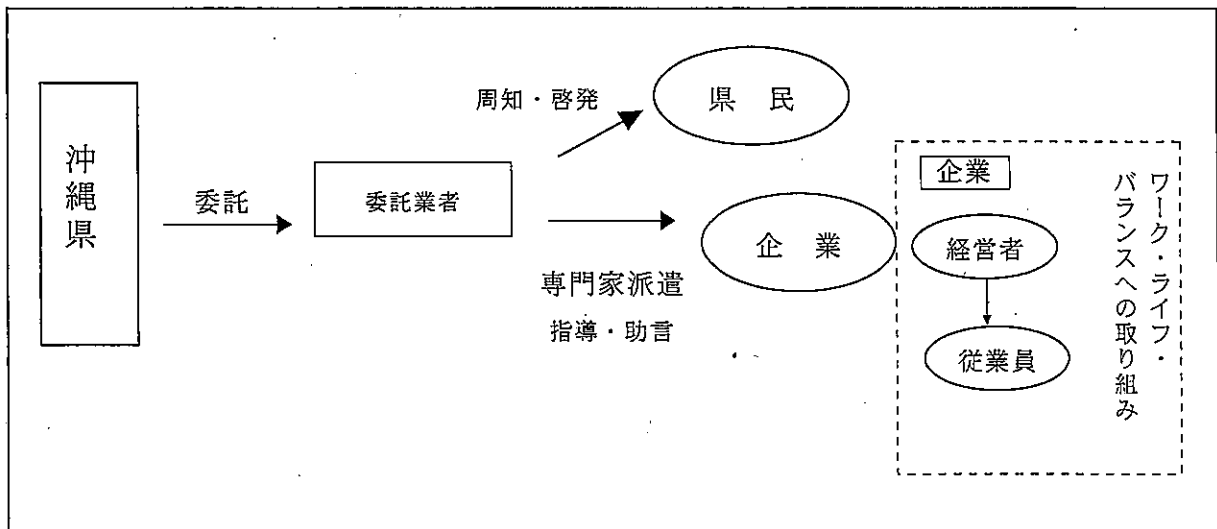 沖縄県
委託
委託業者
周知・啓発
県 民
企 業
専門家派遣
指導・助言
企業
経営者
従業員
ワーク・ライフ・
バランスへの取り組み